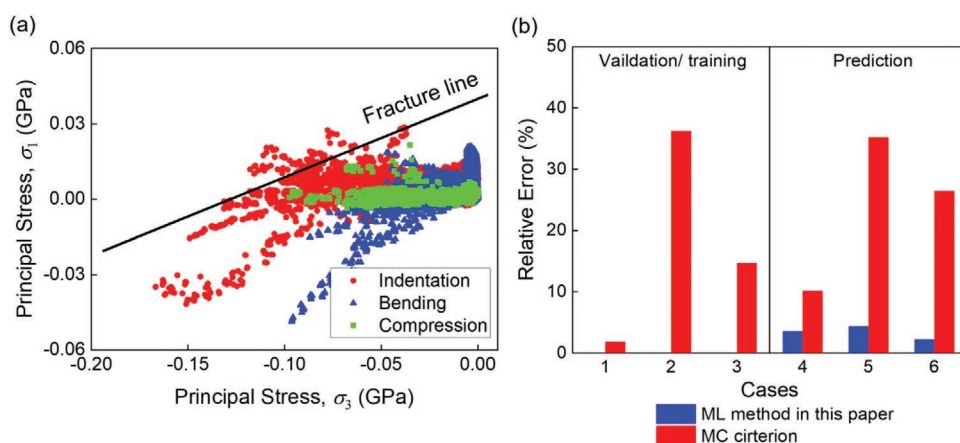 (a)
0.06
0.03
0.00
-0.03
-0.06
Principal Stress, σ1 (GPa)
Fracture line
Indentation
Bending
Compression
-0.20 -0.15 -0.10 -0.05 0.00
Principal Stress, σ3 (GPa)
(b)
50
40
30
20
10
0
Relative Error (%)
Vaildation/ training Prediction
1 2 3 4 5 6
Cases
ML method in this paper
MC cirterion